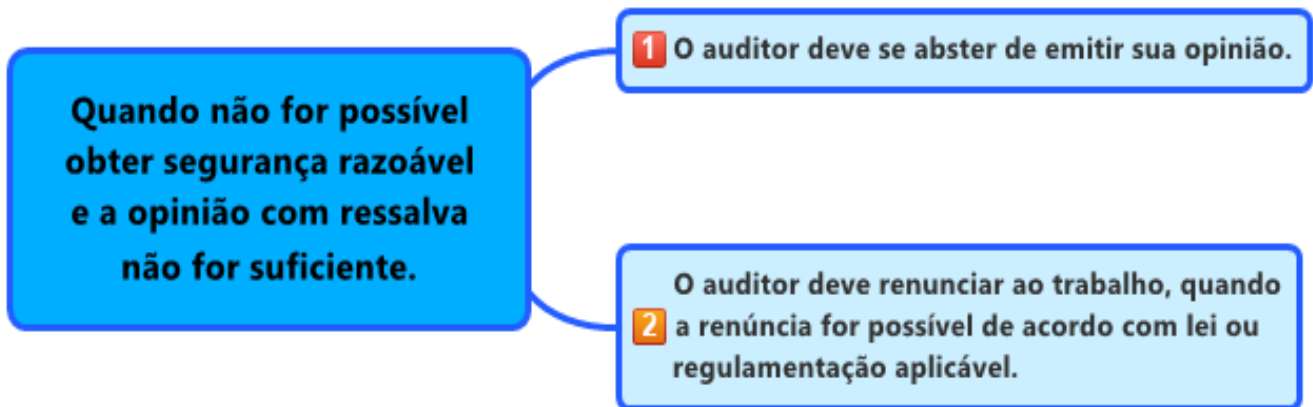 Quando não for possível
obter segurança razoável
e a opinião com ressalva
não for suficiente.
1 O auditor deve se abster de emitir sua opinião.
O auditor deve renunciar ao trabalho, quando
2 a renúncia for possível de acordo com lei ou
regulamentação aplicável.